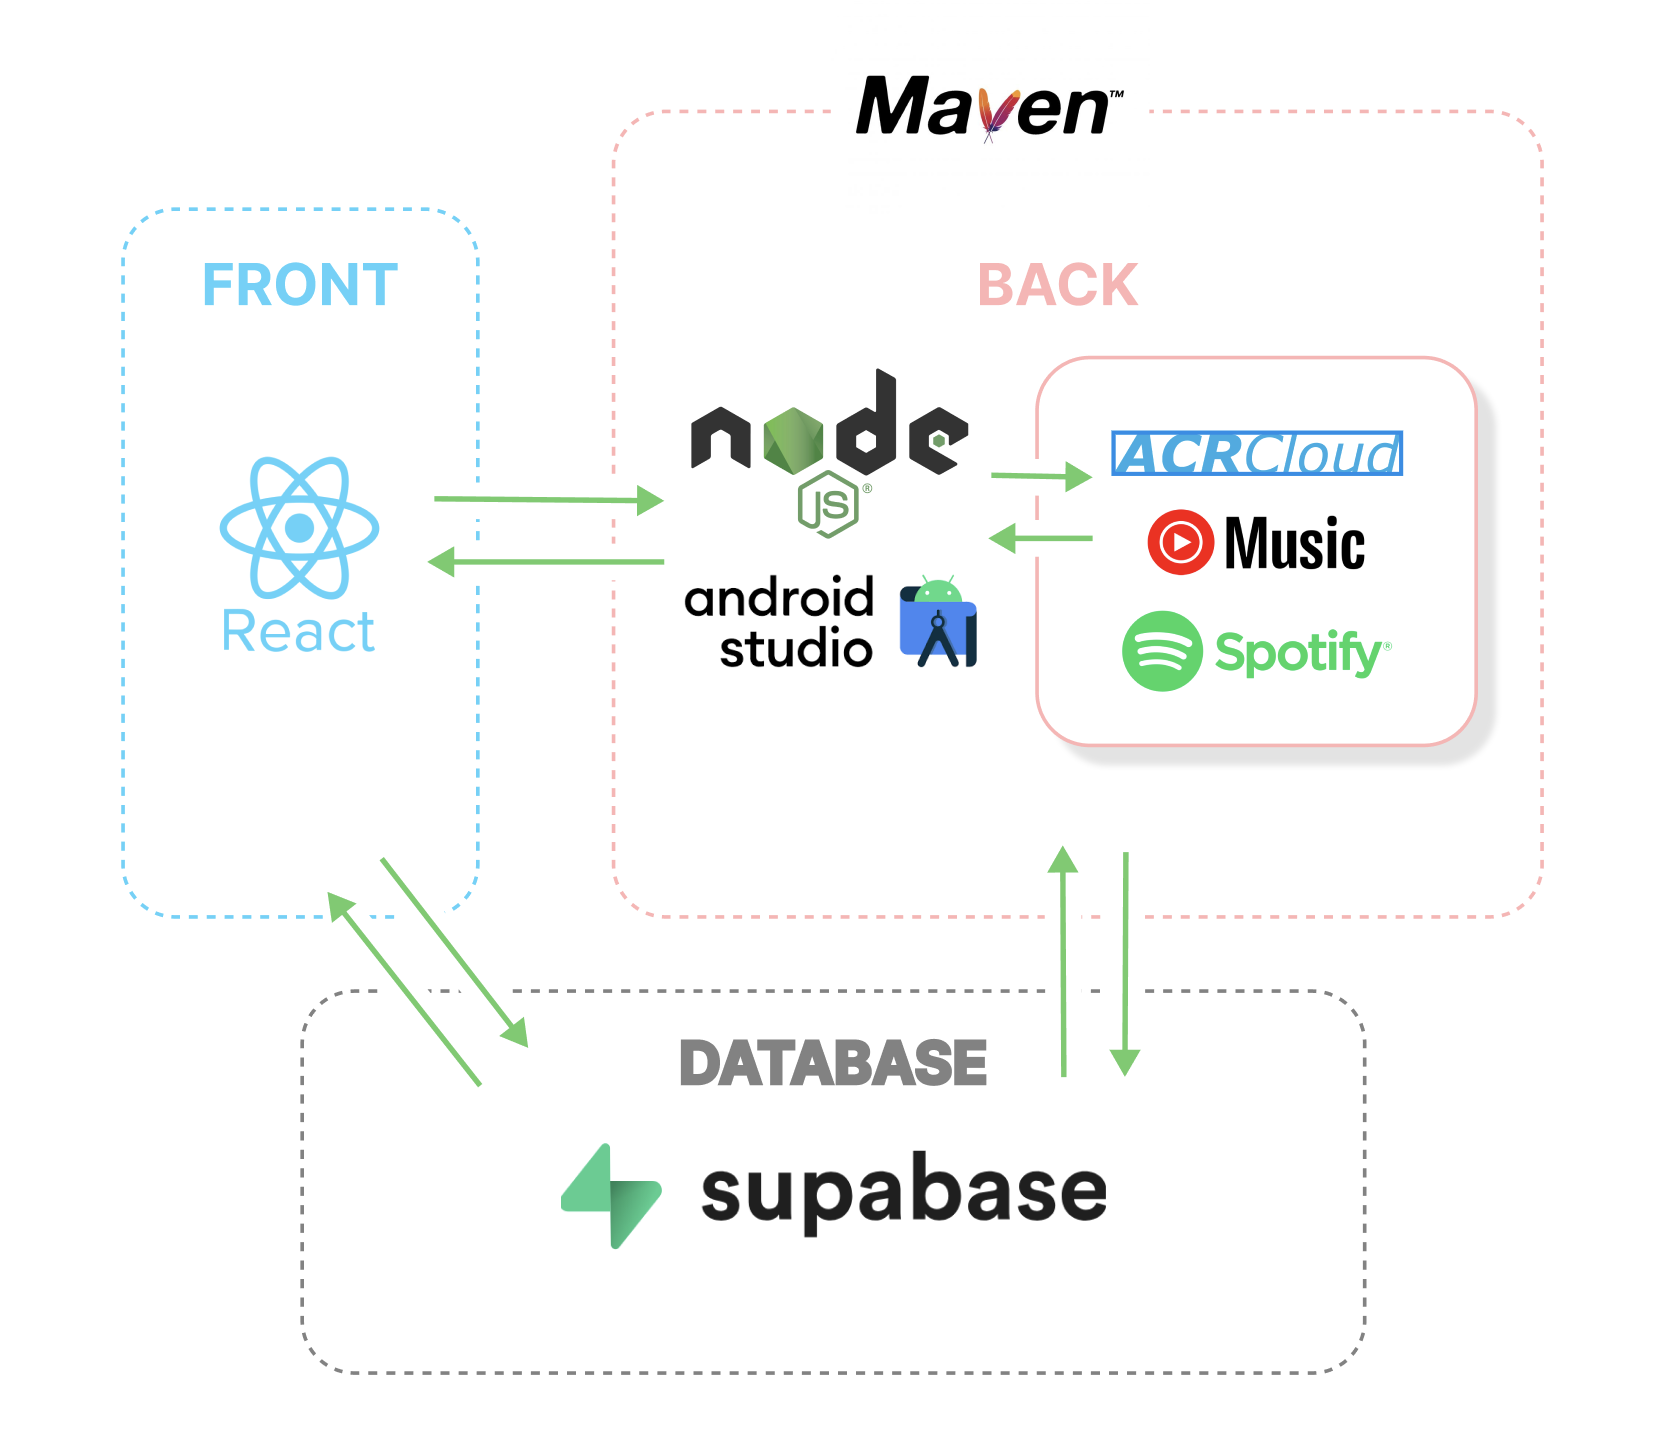 Maven™
FRONT
BACK
node
JS®
ACRCloud
Music
android
studio
React
Spotify®
DATABASE
supabase